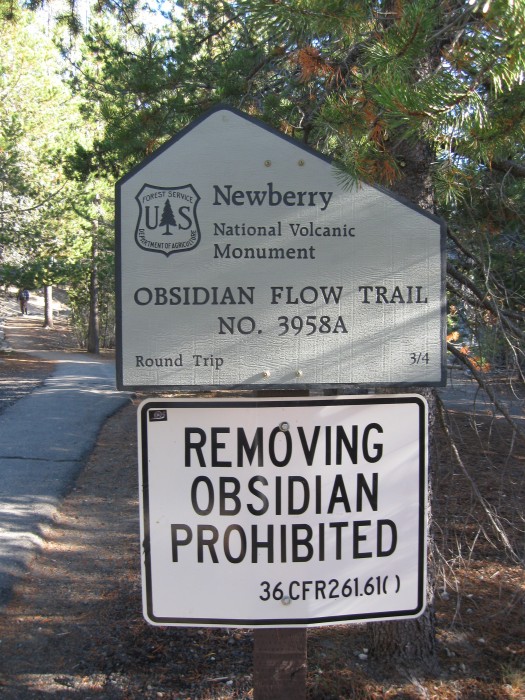 FOREST SERVICE
US
DEPARTMENT OF AGRICULTURE
Newberry
National Volcanic
Monument
OBSIDIAN FLOW TRAIL
NO. 3958A
Round Trip 3/4
REMOVING
OBSIDIAN
PROHIBITED
36 CFR261.61( )